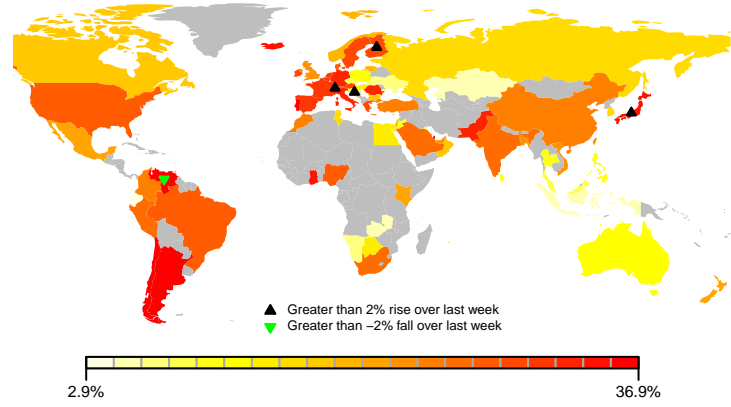 Greater than 2% rise over last week
Greater than −2% fall over last week
2.9%
36.9%